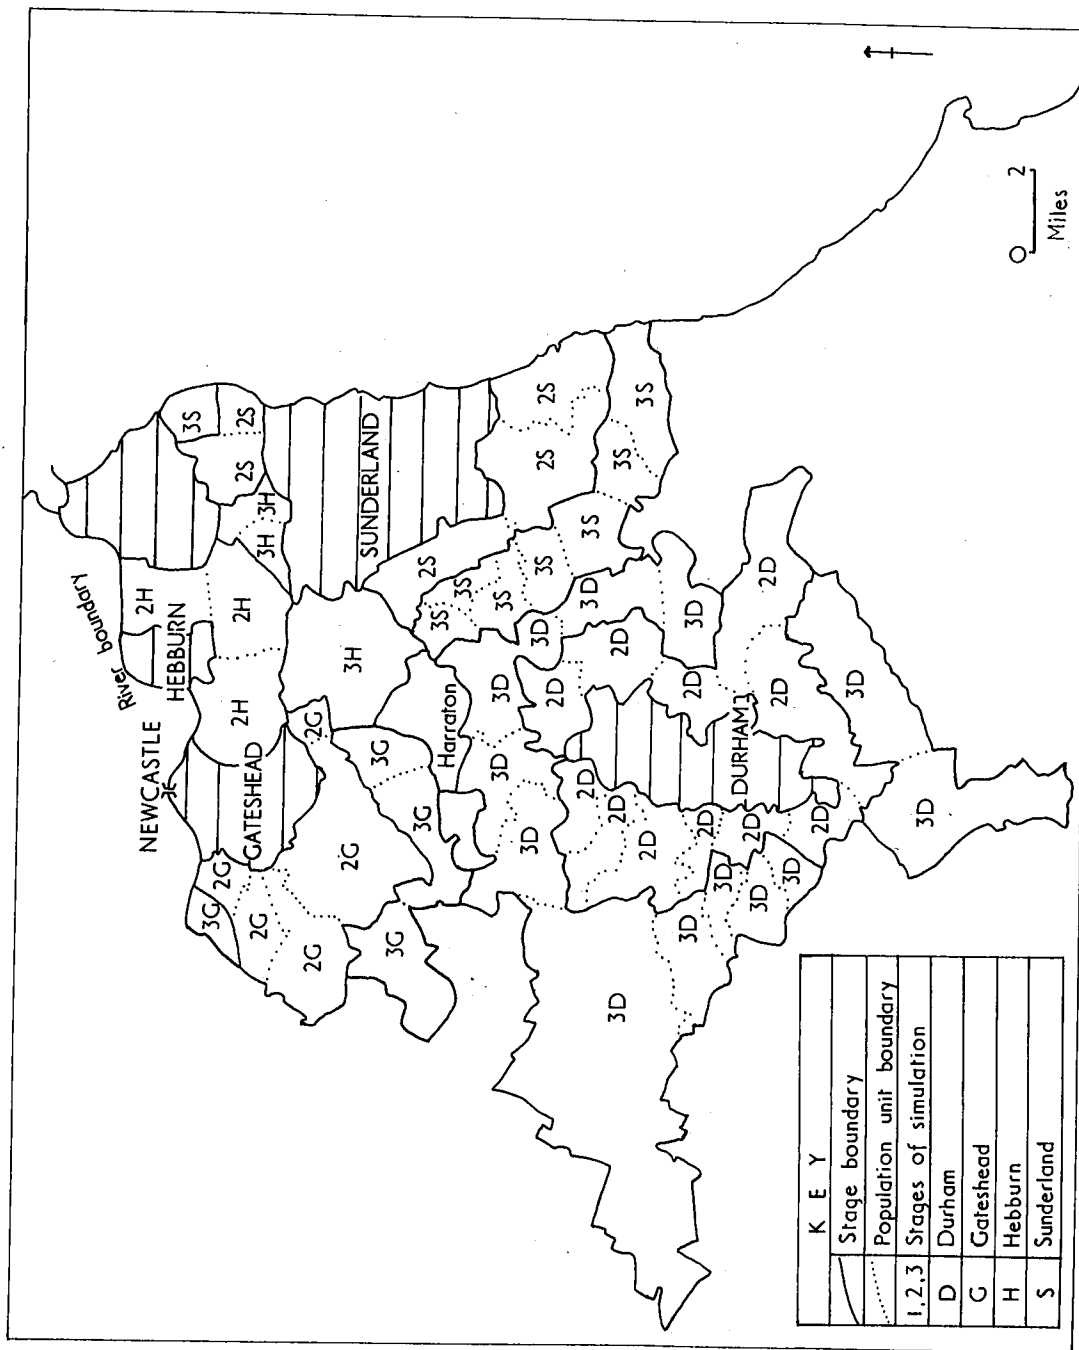 NEWCASTLE
River boundary
HEBBURN
GATESHEAD
SUNDERLAND
Harraton
DURHAM
3S
2S
2S
3H
3H
2H
2H
2H
3H
2G
3G
2G
2G
2G
3G
3G
2G
3G
2S
2S
2S
3S
3S
3S
3S
3S
3S
3S
3D
3D
3D
3D
3D
3D
2D
2D
2D
2D
2D
2D
2D
2D
2D
2D
2D
3D
3D
3D
3D
3D
3D
3D
0 2
Miles
KEY
Stage boundary
Population unit boundary
1,2,3 Stages of simulation
D Durham
G Gateshead
H Hebburn
S Sunderland